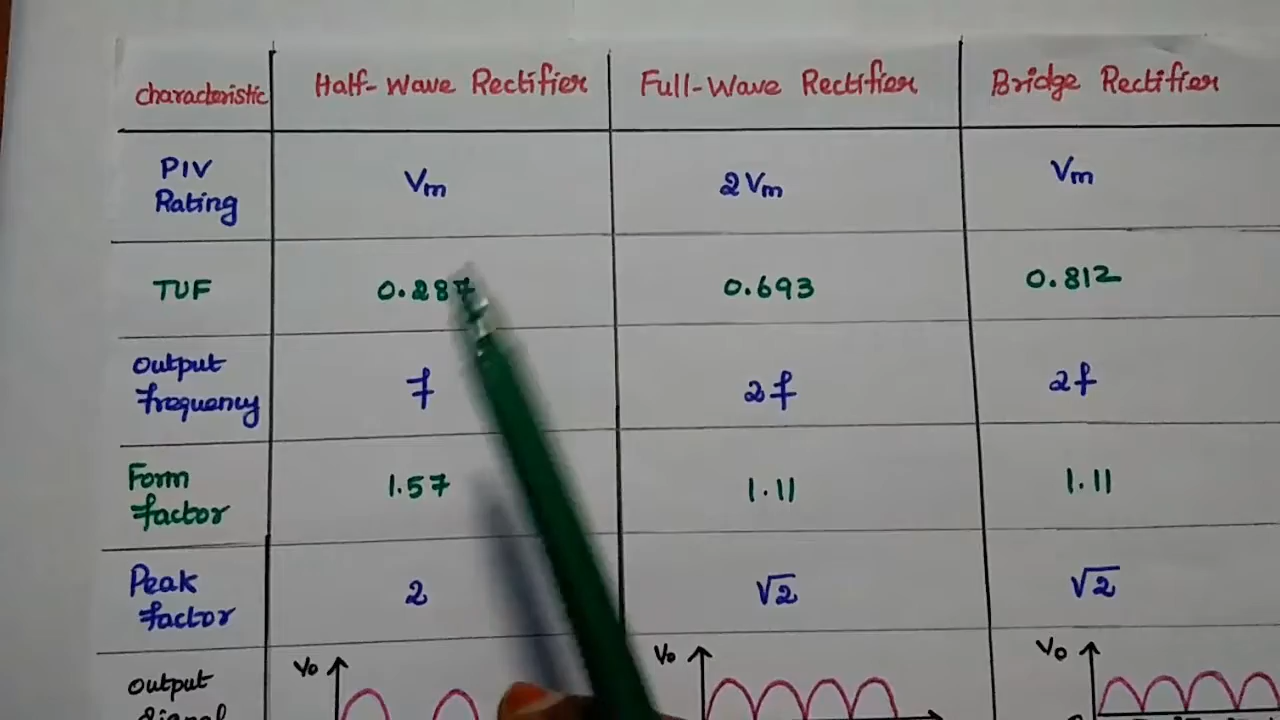 characteristic Half-Wave Rectifier Full-Wave Rectifier Bridge Rectifier
PIV
Rating Vm 2Vm Vm
TUF 0.287 0.693 0.812
Output
frequency f 2f 2f
Form
factor 1.57 1.11 1.11
Peak
factor 2 √2 √2
Output Vo Vo Vo
Signal